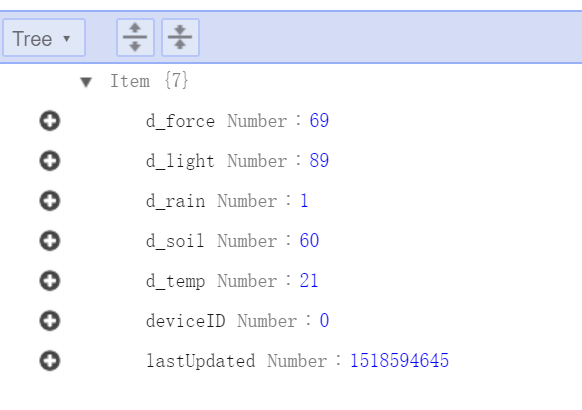 Tree ▾
▼ Item {7}
d_force Number : 69
d_light Number : 89
d_rain Number : 1
d_soil Number : 60
d_temp Number : 21
deviceID Number : 0
lastUpdated Number : 1518594645